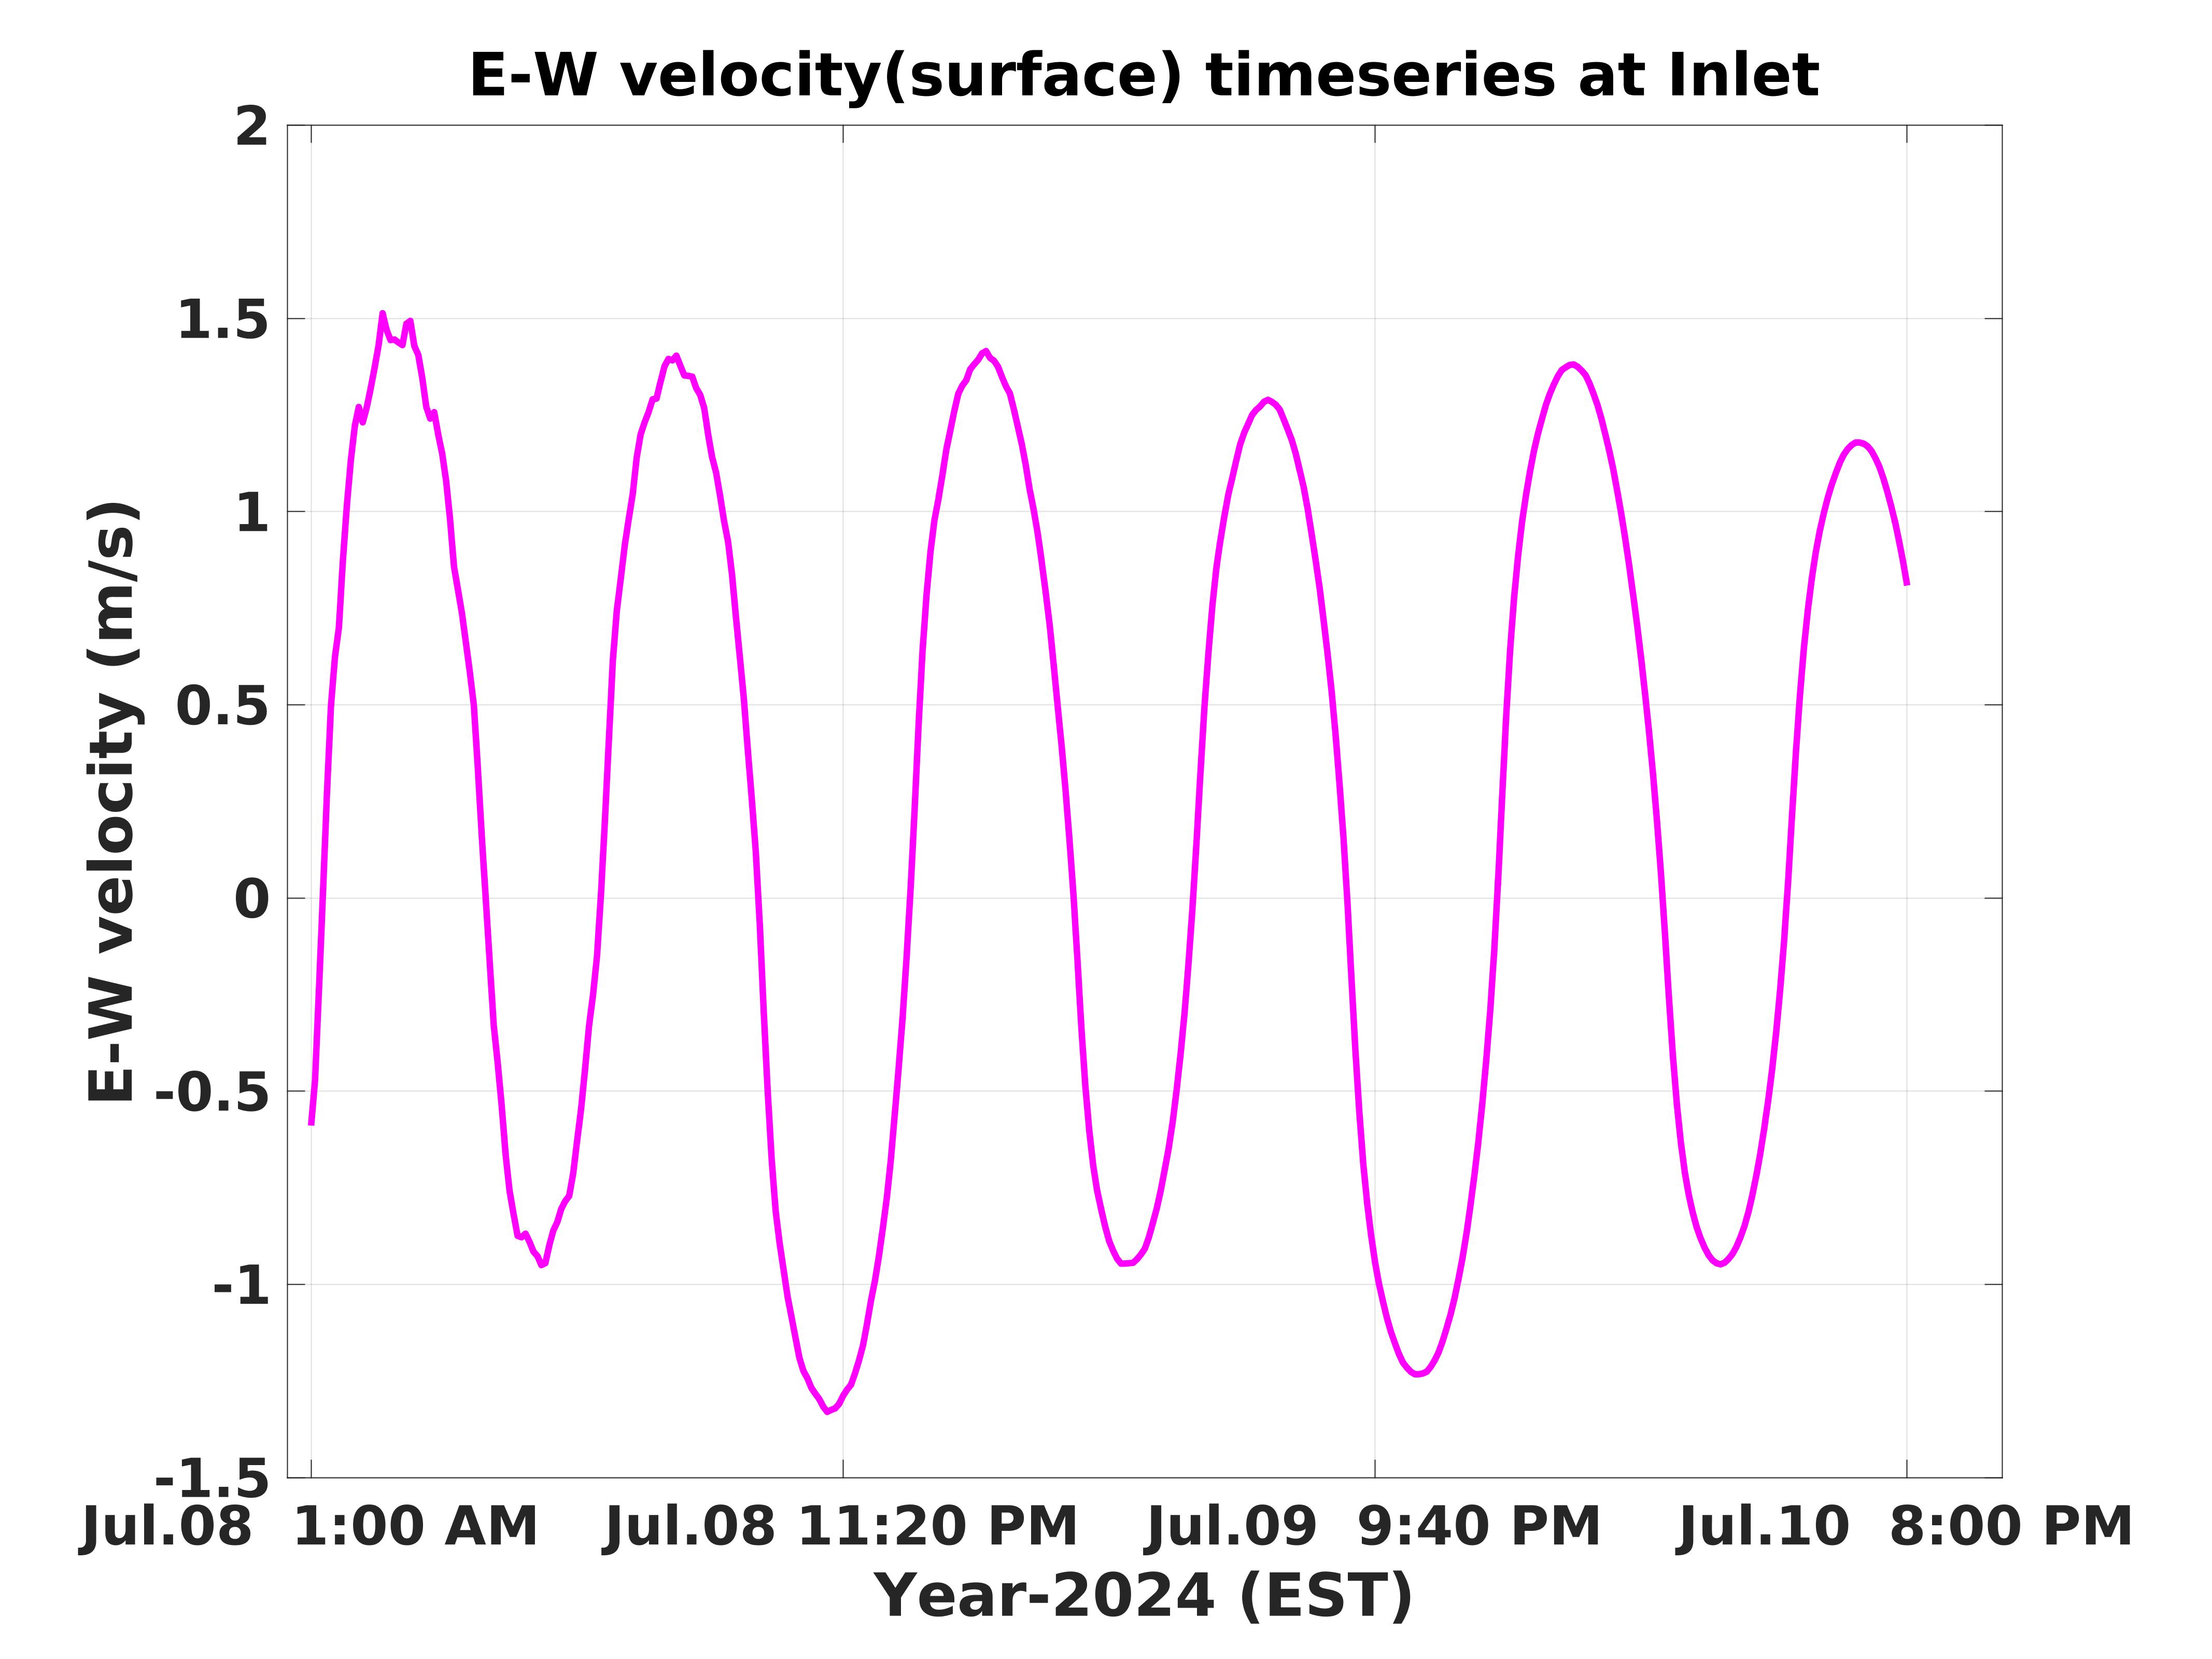 E-W velocity(surface) timeseries at Inlet
E-W velocity (m/s)
2
1.5
1
0.5
0
-0.5
-1
-1.5
Jul.08 1:00 AM
Jul.08 11:20 PM
Jul.09 9:40 PM
Jul.10 8:00 PM
Year-2024 (EST)